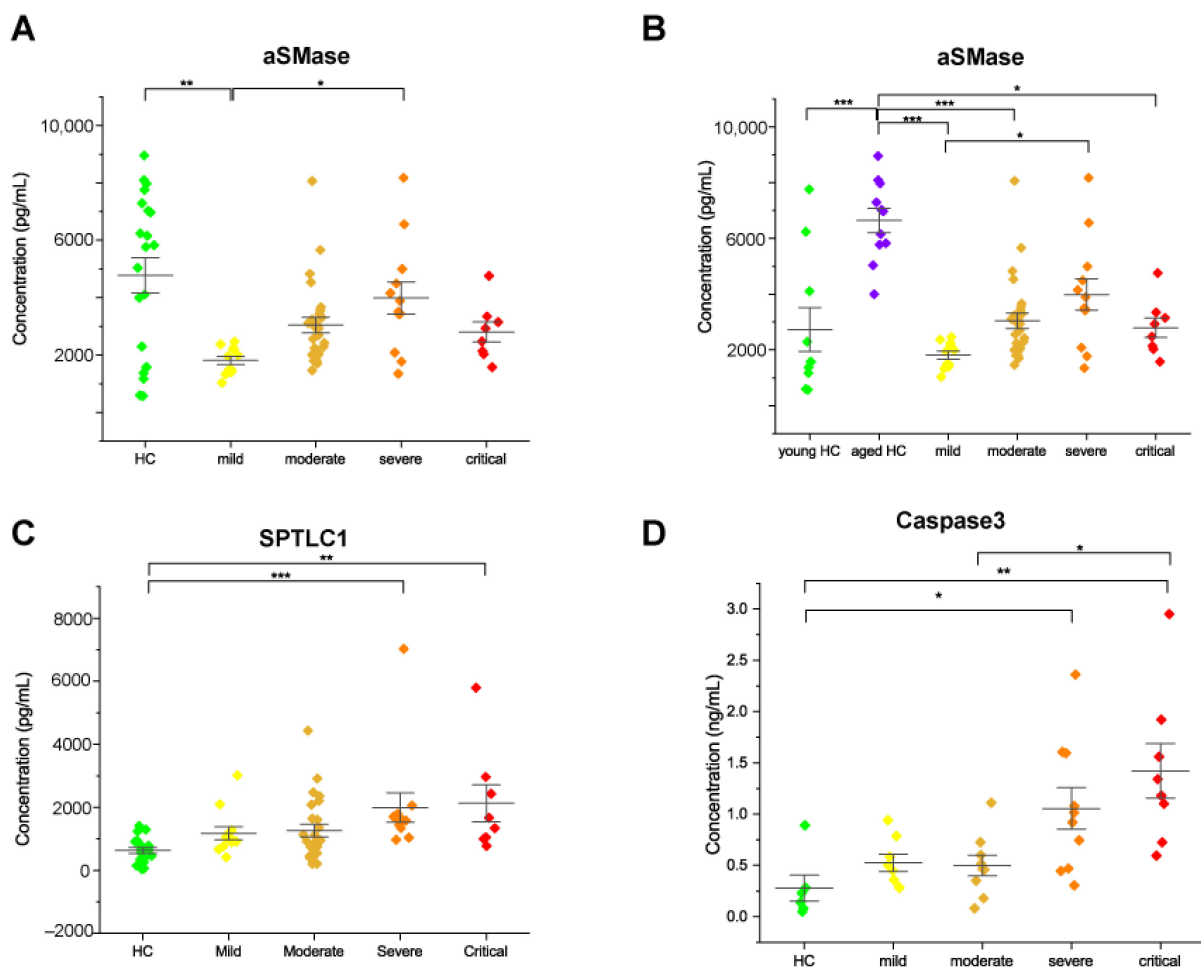 A
aSMase
**
*
Concentration (pg/mL)
10,000
6000
2000
HC mild moderate severe critical
B
aSMase
*
***
***
***
*
Concentration (pg/mL)
10,000
6000
2000
young HC aged HC mild moderate severe critical
C
SPTLC1
**
***
Concentration (pg/mL)
8000
6000
4000
2000
0
–2000
HC Mild Moderate Severe Critical
D
Caspase3
*
**
*
Concentration (ng/mL)
3.0
2.5
2.0
1.5
1.0
0.5
0.0
HC mild moderate severe critical